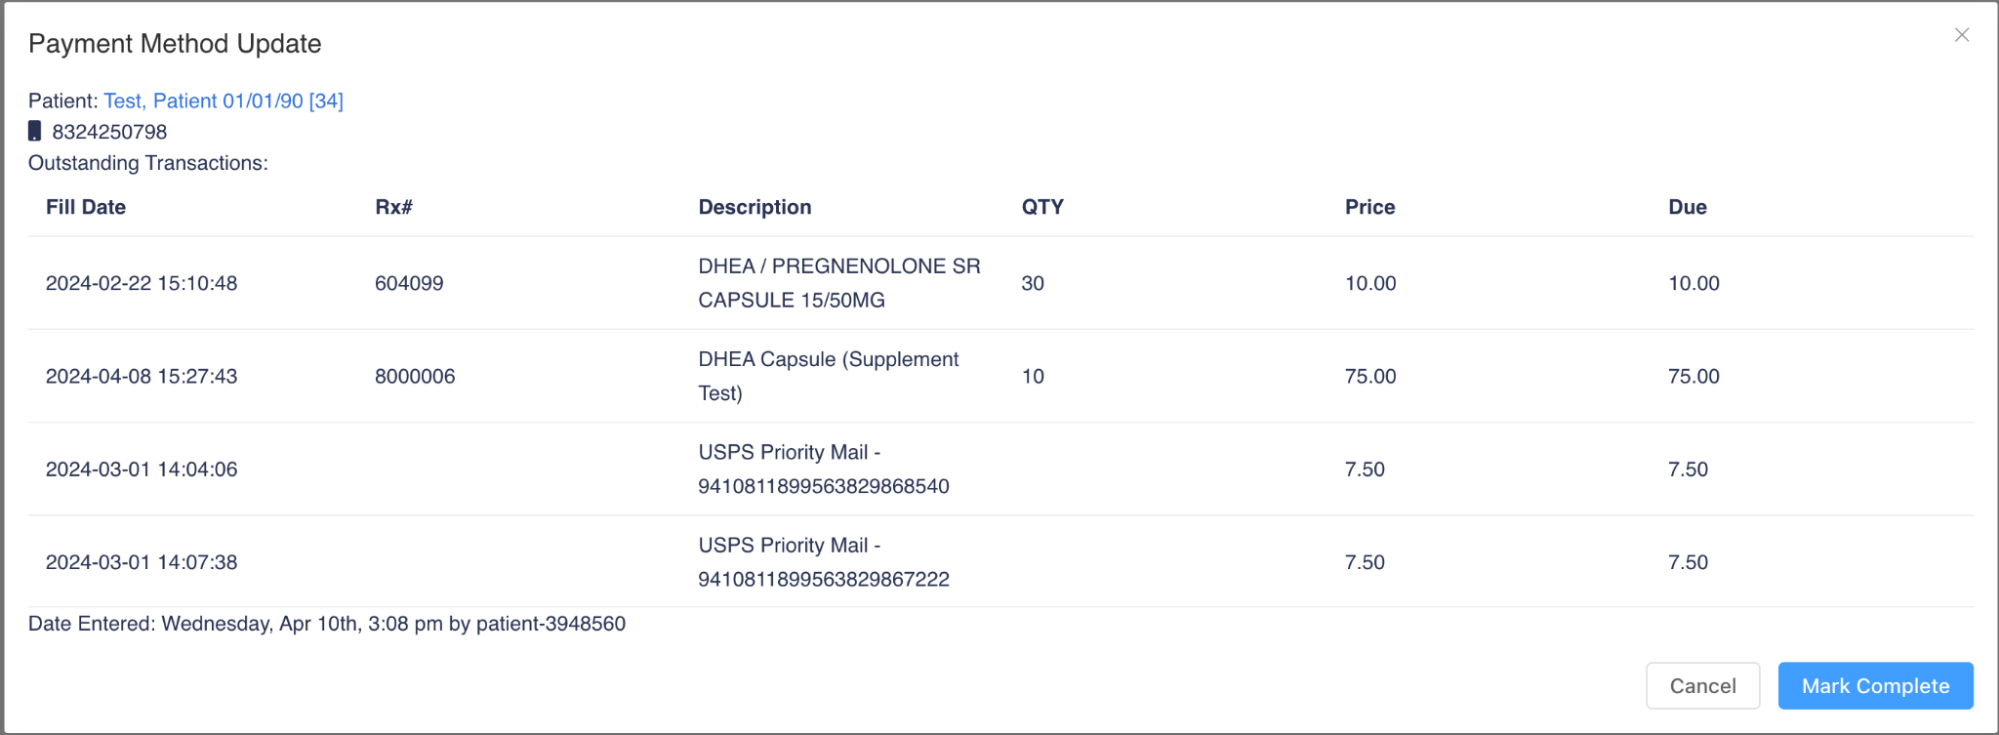 Payment Method Update
Patient: Test, Patient 01/01/90 [34]
8324250798
Outstanding Transactions:
Fill Date Rx# Description QTY Price Due
2024-02-22 15:10:48 604099 DHEA / PREGNENOLONE SR 30 10.00 10.00
CAPSULE 15/50MG
2024-04-08 15:27:43 8000006 DHEA Capsule (Supplement 10 75.00 75.00
Test)
2024-03-01 14:04:06 USPS Priority Mail - 7.50 7.50
9410811899563829868540
2024-03-01 14:07:38 USPS Priority Mail - 7.50 7.50
9410811899563829867222
Date Entered: Wednesday, Apr 10th, 3:08 pm by patient-3948560
Cancel Mark Complete